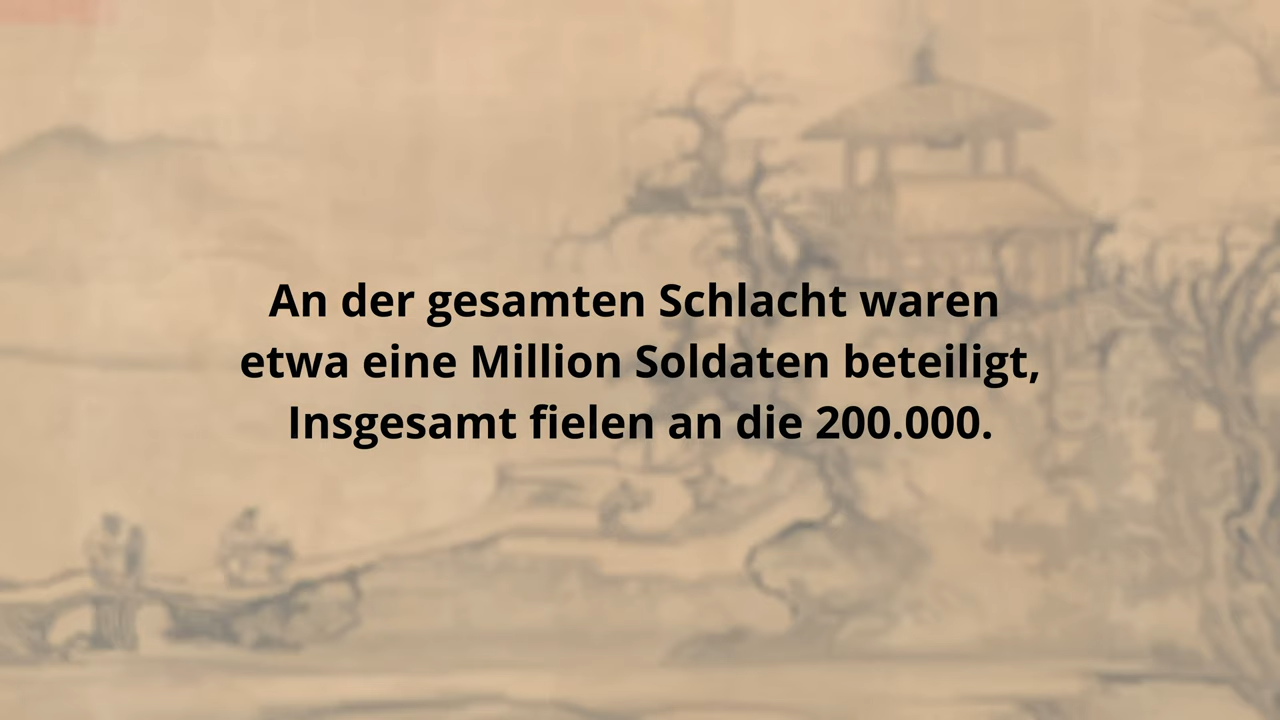 An der gesamten Schlacht waren
etwa eine Million Soldaten beteiligt,
Insgesamt fielen an die 200.000.